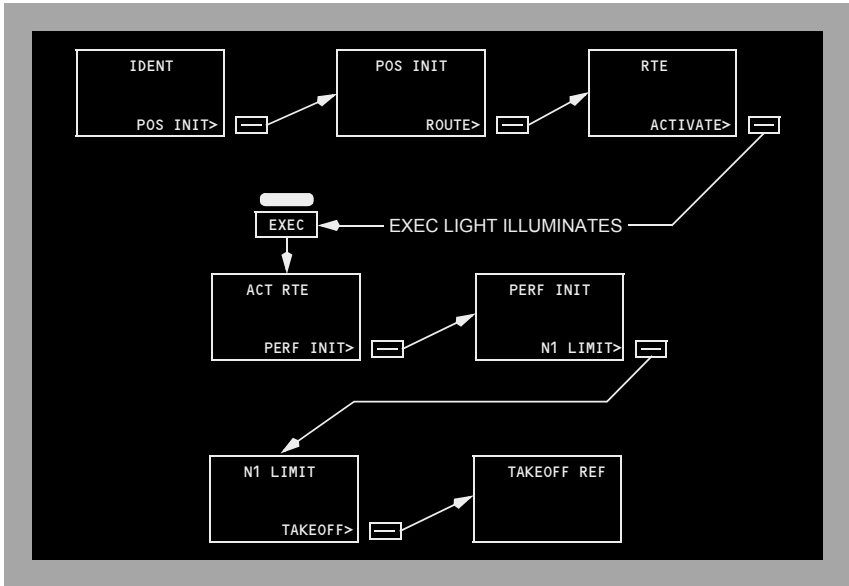 IDENT
POS INIT>
POS INIT
ROUTE>
RTE
ACTIVATE>
EXEC
EXEC LIGHT ILLUMINATES
ACT RTE
PERF INIT>
PERF INIT
N1 LIMIT>
N1 LIMIT
TAKEOFF>
TAKEOFF REF